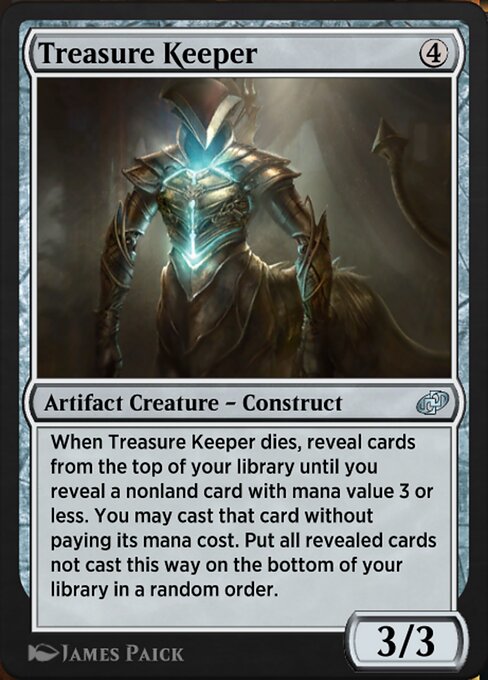 Treasure Keeper 4
Artifact Creature – Construct
When Treasure Keeper dies, reveal cards
from the top of your library until you
reveal a nonland card with mana value 3 or
less. You may cast that card without
paying its mana cost. Put all revealed cards
not cast this way on the bottom of your
library in a random order.
3/3
James Paick